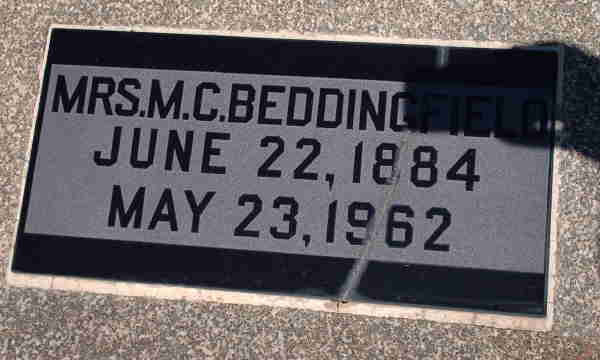 MRS.M.C.BEDDINGFIELD
JUNE 22,1884
MAY 23,1962